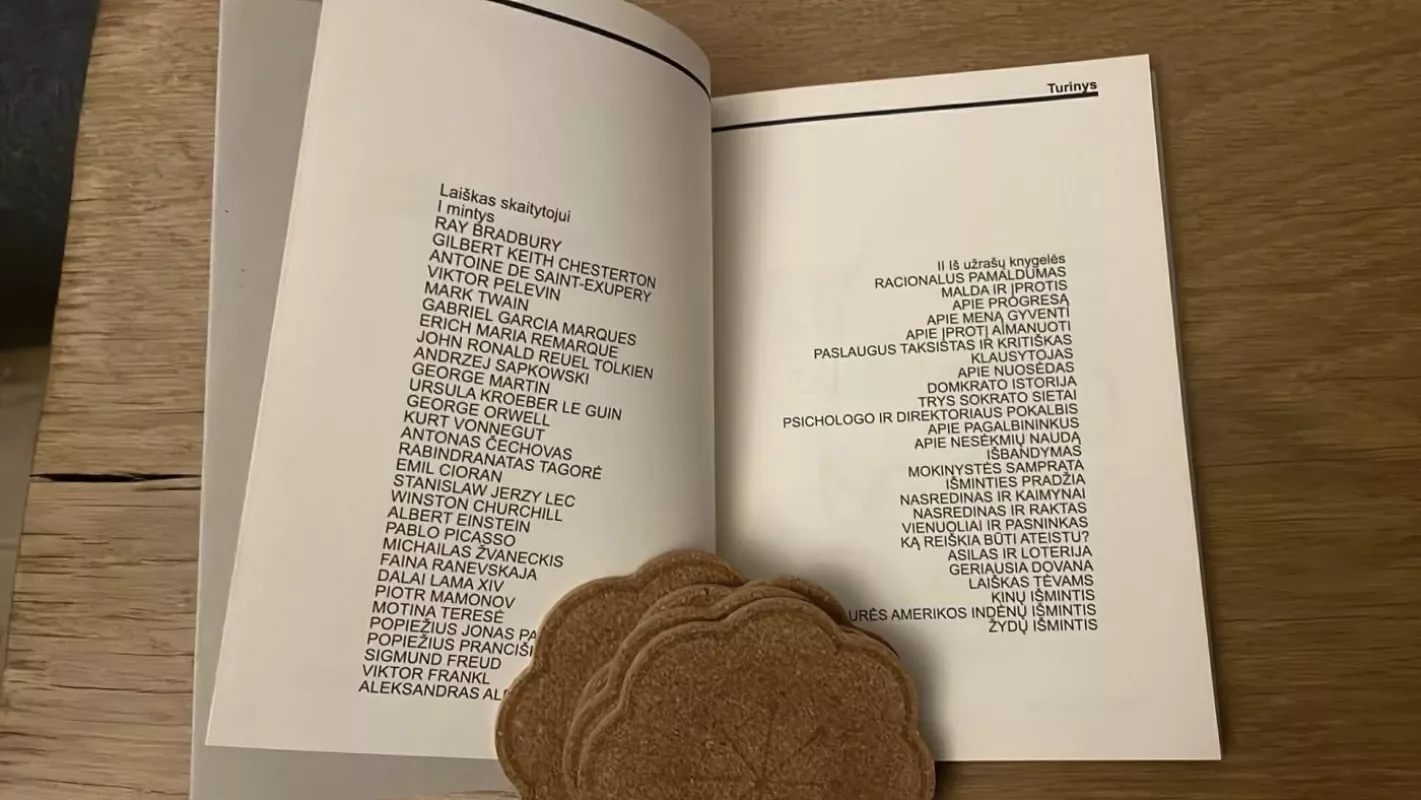 Laiškas skaitytojui
I mintys
RAY BRADBURY
GILBERT KEITH CHESTERTON
ANTOINE DE SAINT-EXUPERY
VIKTOR PELEVIN
MARK TWAIN
GABRIEL GARCIA MARQUES
ERICH MARIA REMARQUE
JOHN RONALD REUEL TOLKIEN
ANDRZEJ SAPKOWSKI
GEORGE MARTIN
URSULA KROEBER LE GUIN
GEORGE ORWELL
KURT VONNEGUT
ANTONAS ČECHOVAS
RABINDRANATAS TAGORĖ
EMIL CIORAN
STANISLAW JERZY LEC
WINSTON CHURCHILL
ALBERT EINSTEIN
PABLO PICASSO
MICHAILAS ŽVANECKIS
FAINA RANEVSKAJA
DALAI LAMA XIV
PIOTR MAMONOV
MOTINA TERESĖ
POPIEŽIUS JONAS
POPIEŽIUS
SIGMUND FREUD
VIKTOR FRANKL
ALEKSANDRAS
Turinys
II Iš užrašų knygelės
RACIONALUS PAMALDUMAS
MALDA IR ĮPROTIS
APIE PROGRESĄ
APIE MENĄ GYVENTI
APIE ĮPROTĮ AIMANUOTI
PASLAUGUS TAKSISTAS IR KRITIŠKAS
KLAUSYTOJAS
APIE NUOSĖDAS
DOMKRATO ISTORIJA
TRYS SOKRATO SIETAI
PSICHOLOGO IR DIREKTORIAUS POKALBIS
APIE PAGALBININKUS
APIE NESĖKMIŲ NAUDĄ
IŠBANDYMAS
MOKINYSTĖS SAMPRATA
IŠMINTIES PRADŽIA
NASREDINAS IR KAIMYNAI
NASREDINAS IR RAKTAS
VIENUOLIAI IR PASNINKAS
KĄ REIŠKIA BŪTI ATEISTU?
ASILAS IR LOTERIJA
GERIAUSIA DOVANA
LAIŠKAS TĖVAMS
KINŲ IŠMINTIS
AMERIKOS INDĖNŲ IŠMINTIS
ŽYDŲ IŠMINTIS